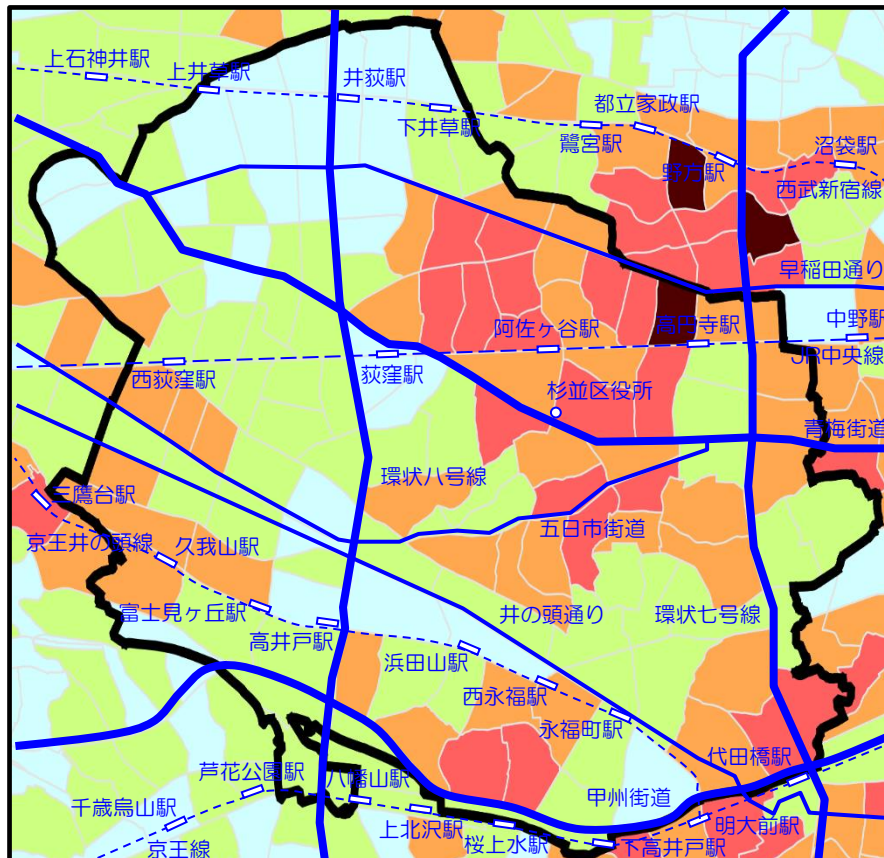 上石神井駅
上井草駅
井荻駅
下井草駅
都立家政駅
鷺宮駅
野方駅
沼袋駅
西武新宿線
早稲田通り
阿佐ヶ谷駅
高円寺駅
中野駅
JR中央線
西荻窪駅
荻窪駅
杉並区役所
青梅街道
環状八号線
三鷹台駅
五日市街道
京王井の頭線
久我山駅
富士見ヶ丘駅
井の頭通り
環状七号線
高井戸駅
浜田山駅
西永福駅
永福町駅
代田橋駅
芦花公園駅
八幡山駅
甲州街道
千歳烏山駅
上北沢駅
明大前駅
京王線
桜上水駅
下高井戸駅